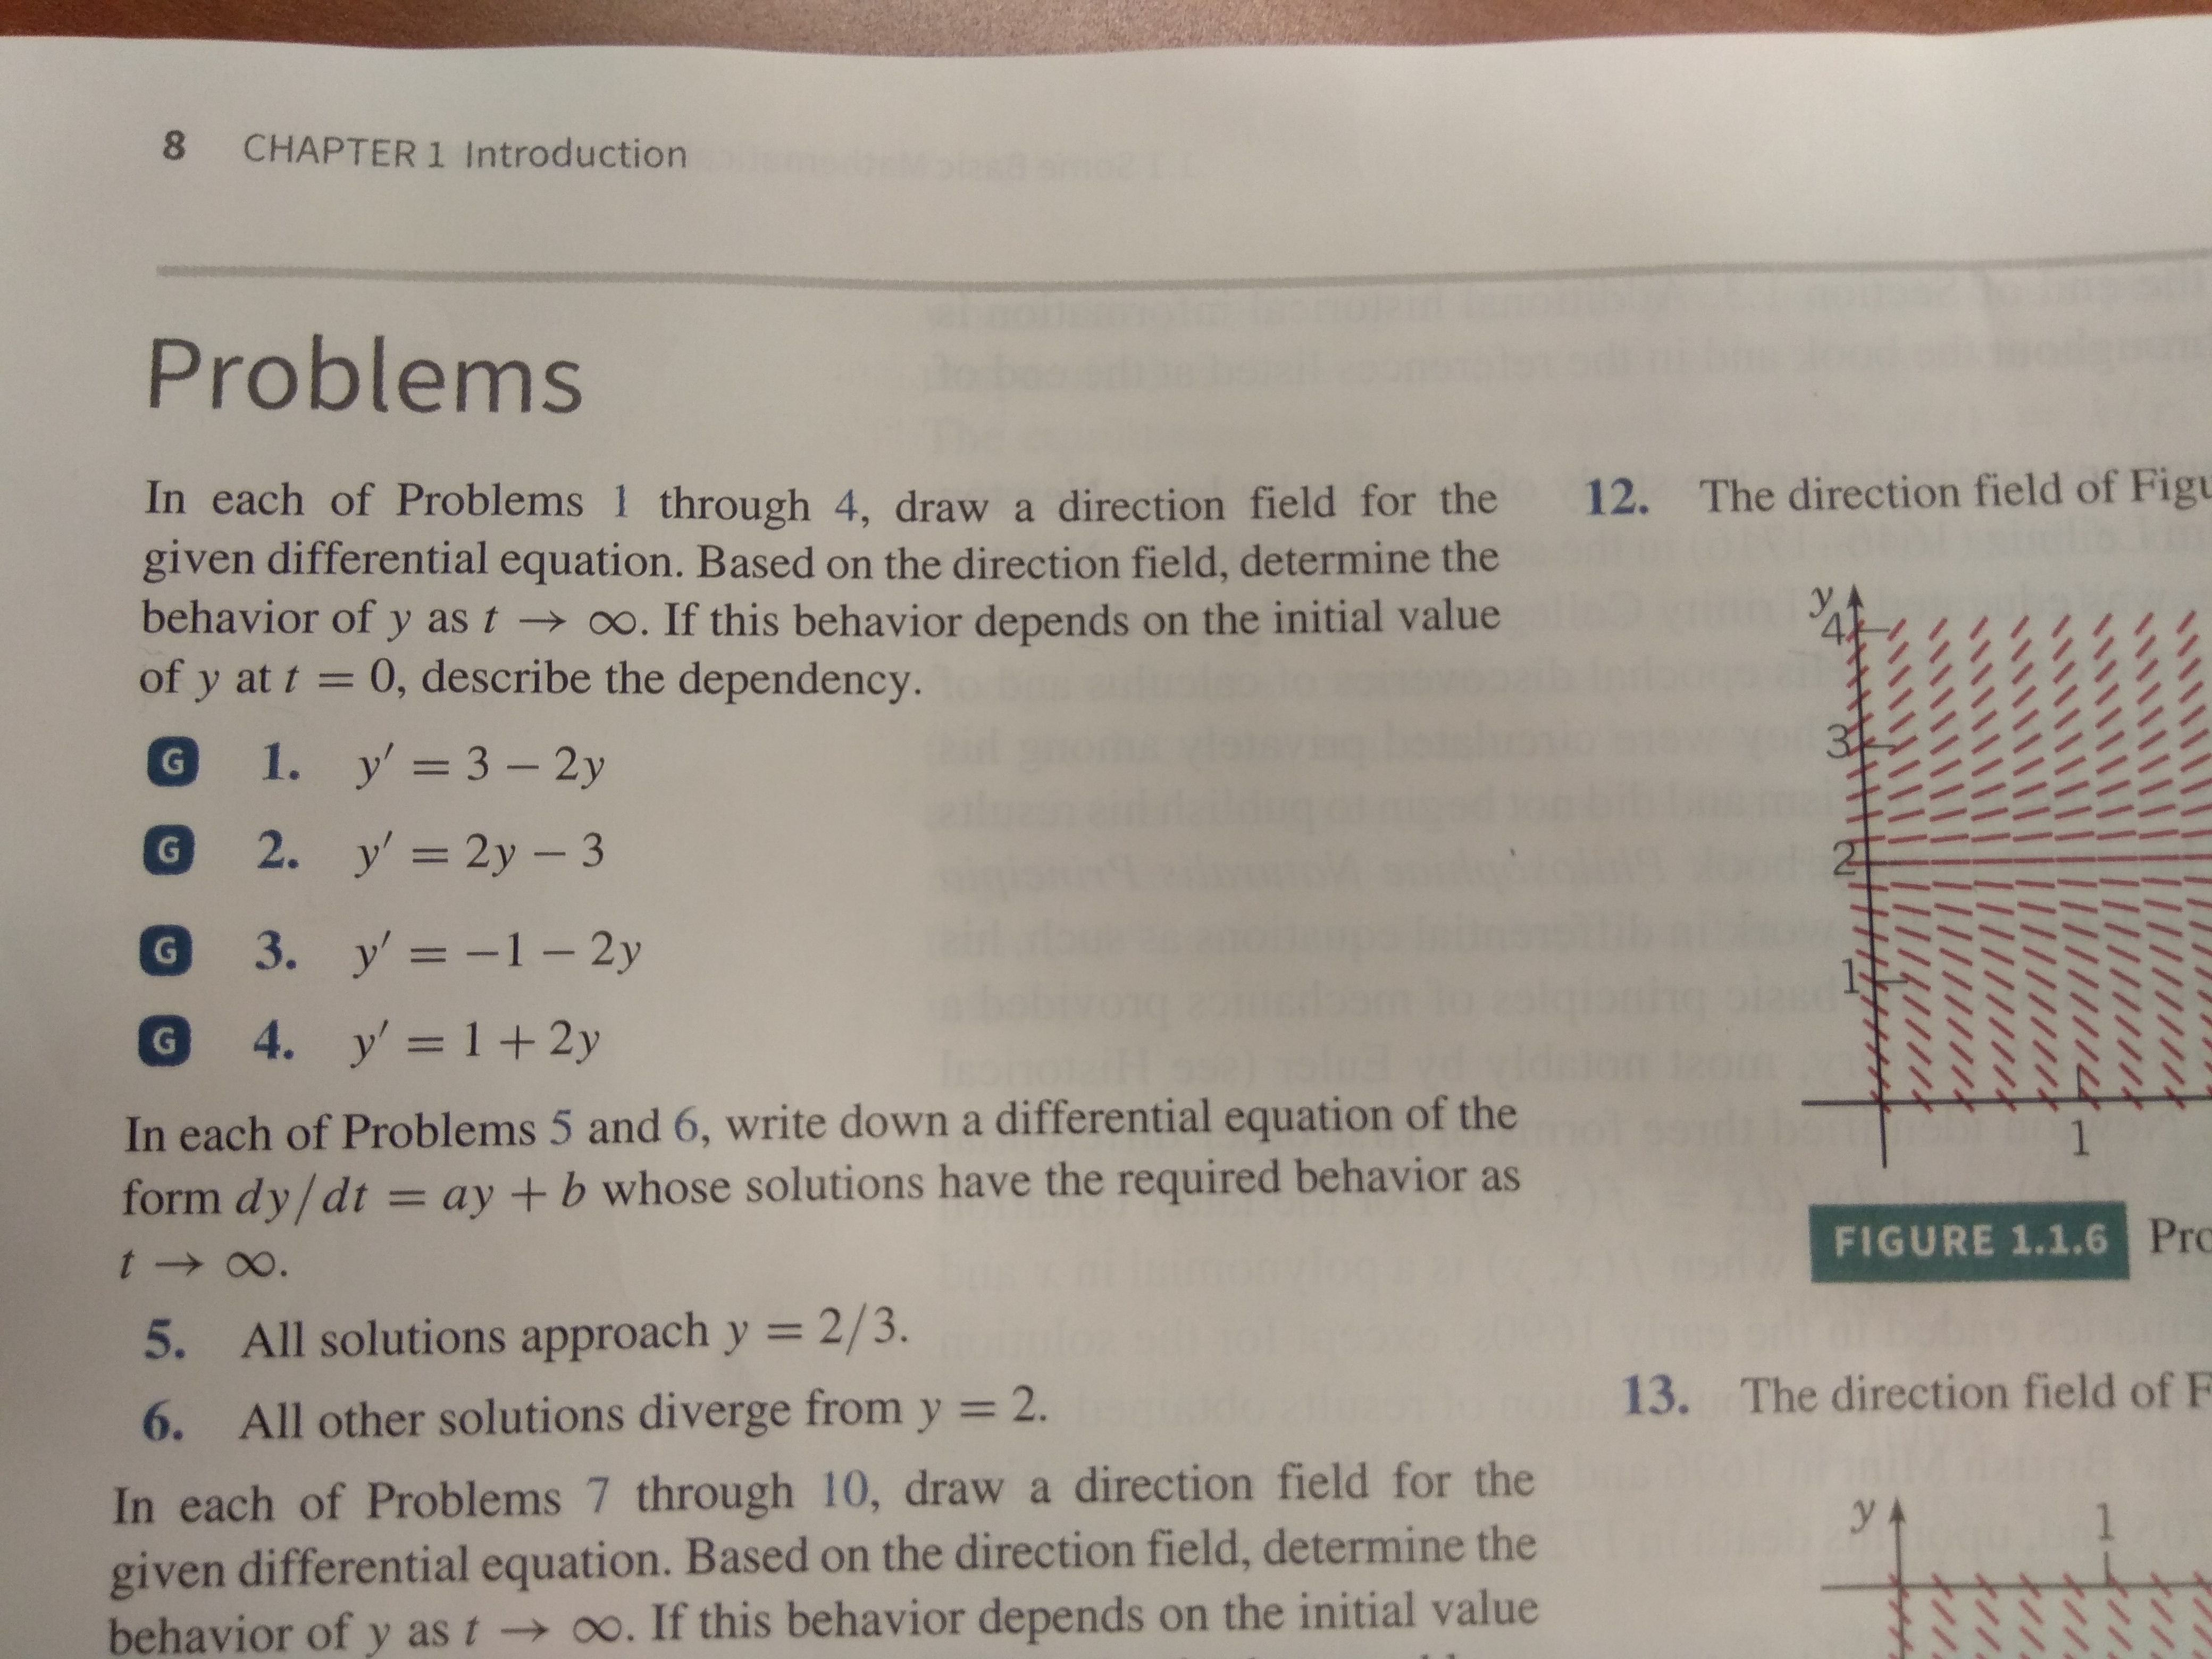 8 CHAPTER 1 Introduction
Problems
In each of Problems 1 through 4, draw a direction field for the
given differential equation. Based on the direction field, determine the
behavior of y as t → ∞. If this behavior depends on the initial value
of y at t = 0, describe the dependency.
G 1. y′ = 3 − 2y
G 2. y′ = 2y − 3
G 3. y′ = −1 − 2y
G 4. y′ = 1 + 2y
In each of Problems 5 and 6, write down a differential equation of the
form dy/dt = ay + b whose solutions have the required behavior as
t → ∞.
5. All solutions approach y = 2/3.
6. All other solutions diverge from y = 2.
In each of Problems 7 through 10, draw a direction field for the
given differential equation. Based on the direction field, determine the
behavior of y as t → ∞. If this behavior depends on the initial value
12. The direction field of Figu
y
4
3
2
1
1
FIGURE 1.1.6 Pro
13. The direction field of F
y
1